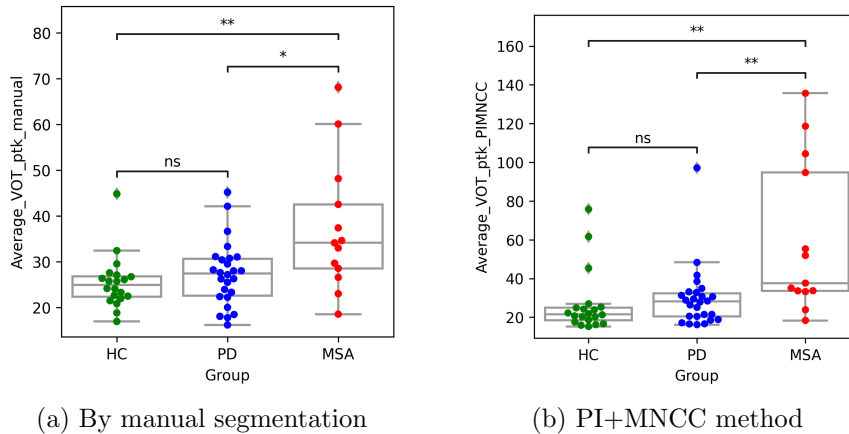 80
70
60
50
40
30
20
Average_VOT_ptk_manual
**
*
ns
HC
PD
MSA
Group
(a) By manual segmentation
160
140
120
100
80
60
40
20
Average_VOT_ptk_PIMNCC
**
**
ns
HC
PD
MSA
Group
(b) PI+MNCC method